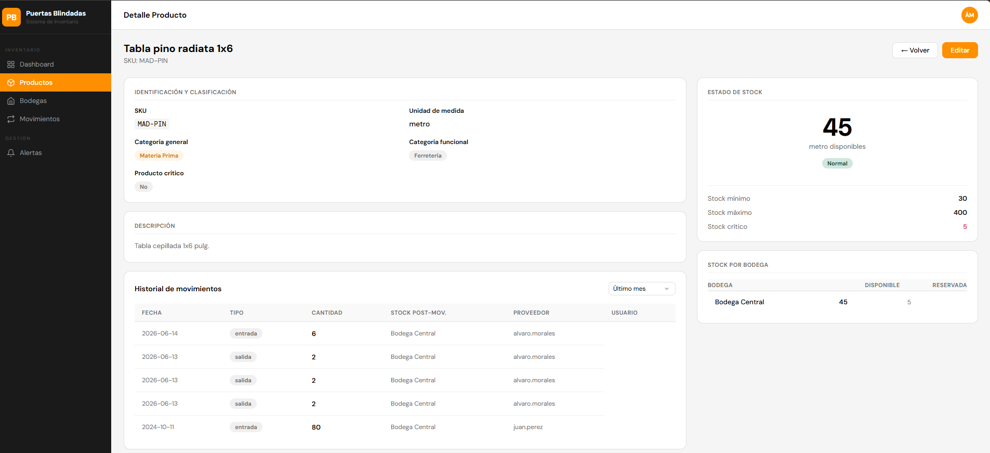 PB
Puertas Blindadas
Sistema de Inventario
INVENTARIO
Dashboard
Productos
Bodegas
Movimientos
GESTIÓN
Alertas
Detalle Producto
ÁM
Tabla pino radiata 1x6
SKU: MAD-PIN
← Volver
Editar
IDENTIFICACIÓN Y CLASIFICACIÓN
SKU Unidad de medida
MAD-PIN metro
Categoría general Categoría funcional
Materia Prima Ferretería
Producto crítico
No
DESCRIPCIÓN
Tabla cepillada 1x6 pulg.
Historial de movimientos Último mes
FECHA TIPO CANTIDAD STOCK POST-MOV. PROVEEDOR USUARIO
2026-06-14 entrada 6 Bodega Central alvaro.morales
2026-06-13 salida 2 Bodega Central alvaro.morales
2026-06-13 salida 2 Bodega Central alvaro.morales
2026-06-13 salida 2 Bodega Central alvaro.morales
2024-10-11 entrada 80 Bodega Central juan.perez
ESTADO DE STOCK
45
metro disponibles
Normal
Stock mínimo 30
Stock máximo 400
Stock crítico 5
STOCK POR BODEGA
BODEGA DISPONIBLE RESERVADA
Bodega Central 45 5